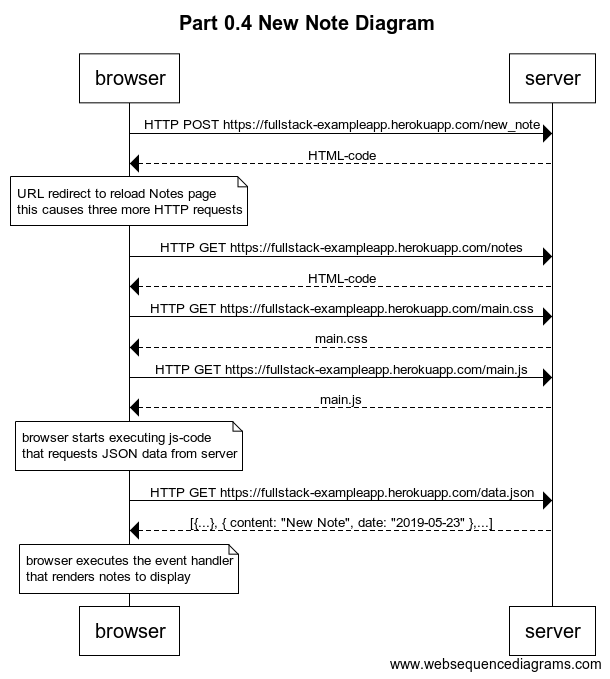 Part 0.4 New Note Diagram
browser
server
HTTP POST https://fullstack-exampleapp.herokuapp.com/new_note
HTML-code
URL redirect to reload Notes page
this causes three more HTTP requests
HTTP GET https://fullstack-exampleapp.herokuapp.com/notes
HTML-code
HTTP GET https://fullstack-exampleapp.herokuapp.com/main.css
main.css
HTTP GET https://fullstack-exampleapp.herokuapp.com/main.js
main.js
browser starts executing js-code
that requests JSON data from server
HTTP GET https://fullstack-exampleapp.herokuapp.com/data.json
[{...}, { content: "New Note", date: "2019-05-23" },...]
browser executes the event handler
that renders notes to display
browser
server
www.websequencediagrams.com